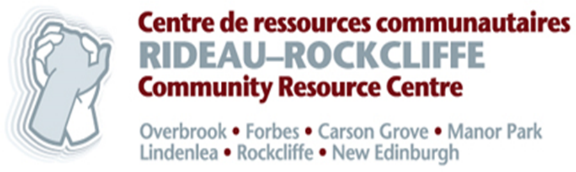 Centre de ressources communautaires
RIDEAU–ROCKCLIFFE
Community Resource Centre
Overbrook • Forbes • Carson Grove • Manor Park
Lindenlea • Rockcliffe • New Edinburgh